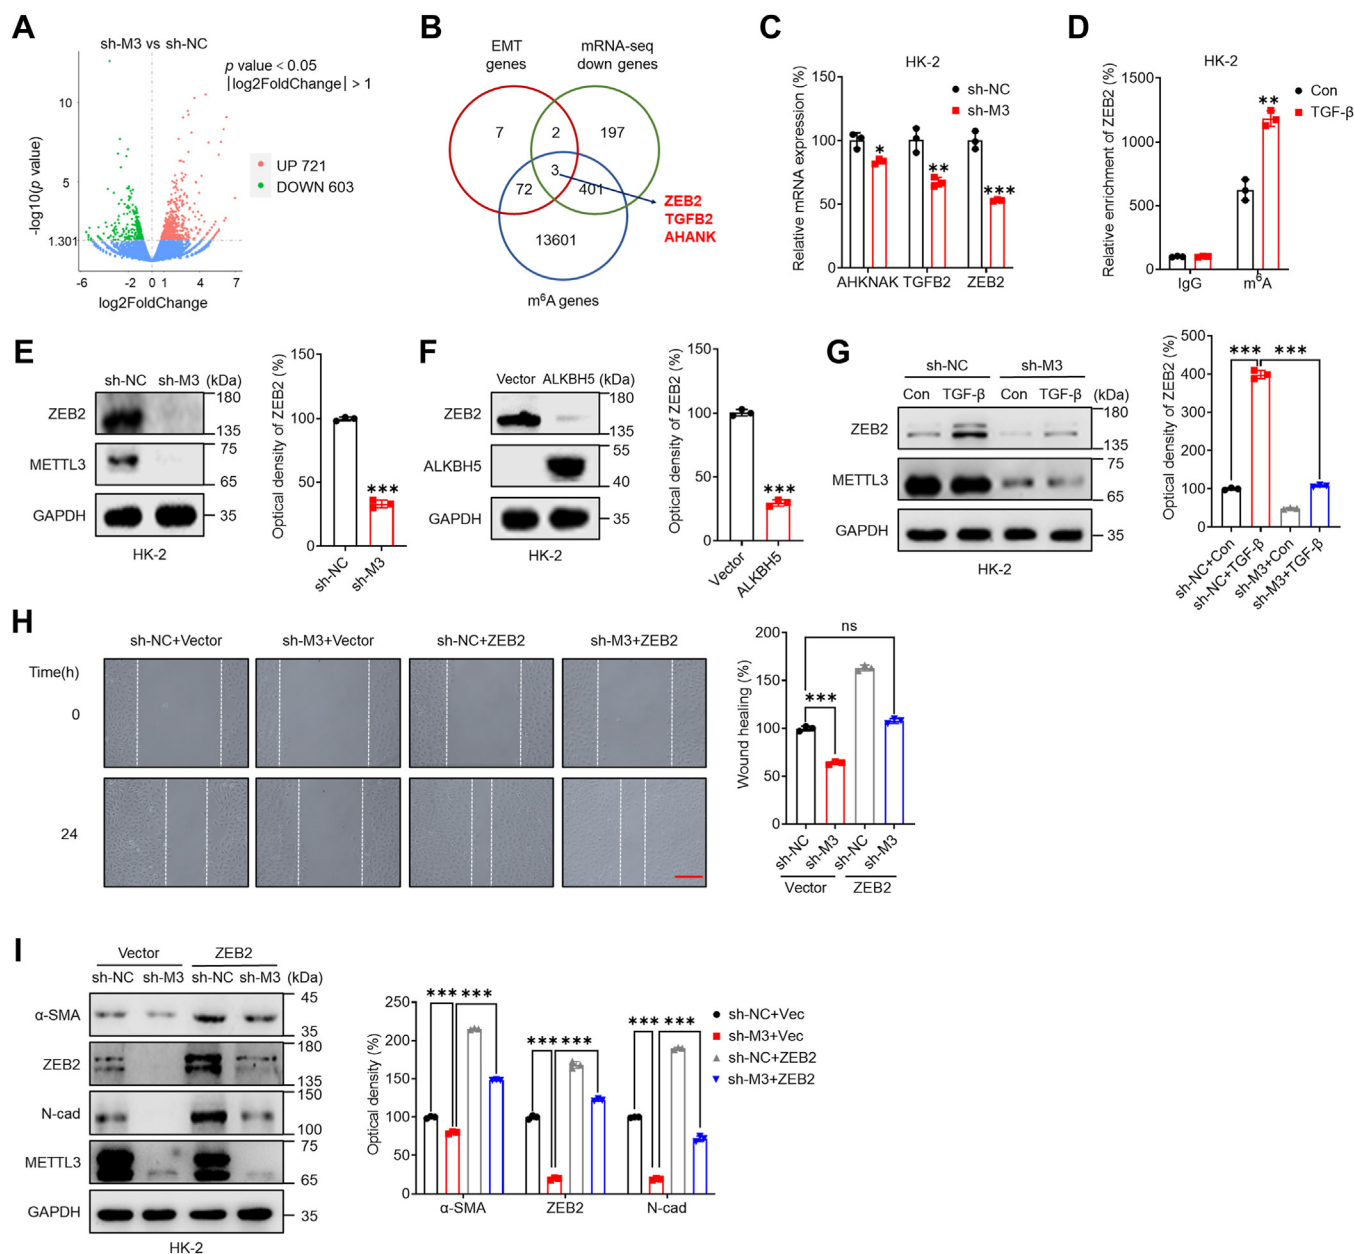 A
sh-M3 vs sh-NC
p value < 0.05
|log2FoldChange| > 1
-log10(p value)
10
5
1.301
UP 721
DOWN 603
-6 -4 -2 0 1 4 7
log2FoldChange
B
EMT genes
mRNA-seq down genes
7
2
197
3
72
401
13601
ZEB2
TGFB2
AHANK
m⁶A genes
C
HK-2
Relative mRNA expression (%)
150
100
50
0
sh-NC
sh-M3
*
**
***
AHKNAK TGFB2 ZEB2
D
HK-2
Relative enrichment of ZEB2 (%)
1500
1000
500
0
Con
TGF-β
**
IgG m⁶A
E
sh-NC sh-M3 (kDa)
ZEB2
180
135
METTL3
75
65
GAPDH
35
HK-2
Optical density of ZEB2 (%)
150
100
50
0
***
sh-NC
sh-M3
F
Vector ALKBH5 (kDa)
ZEB2
180
135
ALKBH5
55
40
GAPDH
35
HK-2
Optical density of ZEB2 (%)
150
100
50
0
***
Vector
ALKBH5
G
sh-NC sh-M3
Con TGF-β Con TGF-β (kDa)
ZEB2
180
135
METTL3
75
65
GAPDH
35
HK-2
Optical density of ZEB2 (%)
500
400
300
200
100
0
*** ***
sh-NC+Con
sh-NC+TGF-β
sh-M3+Con
sh-M3+TGF-β
H
sh-NC+Vector sh-M3+Vector sh-NC+ZEB2 sh-M3+ZEB2
Time(h)
0
24
Wound healing (%)
200
150
100
50
0
ns
***
sh-NC
sh-M3
sh-NC
sh-M3
Vector ZEB2
I
Vector ZEB2
sh-NC sh-M3 sh-NC sh-M3 (kDa)
α-SMA
45
35
ZEB2
180
135
N-cad
150
100
METTL3
75
65
GAPDH
35
HK-2
Optical density (%)
250
200
150
100
50
0
*** ***
*** ***
*** ***
α-SMA ZEB2 N-cad
sh-NC+Vec
sh-M3+Vec
sh-NC+ZEB2
sh-M3+ZEB2